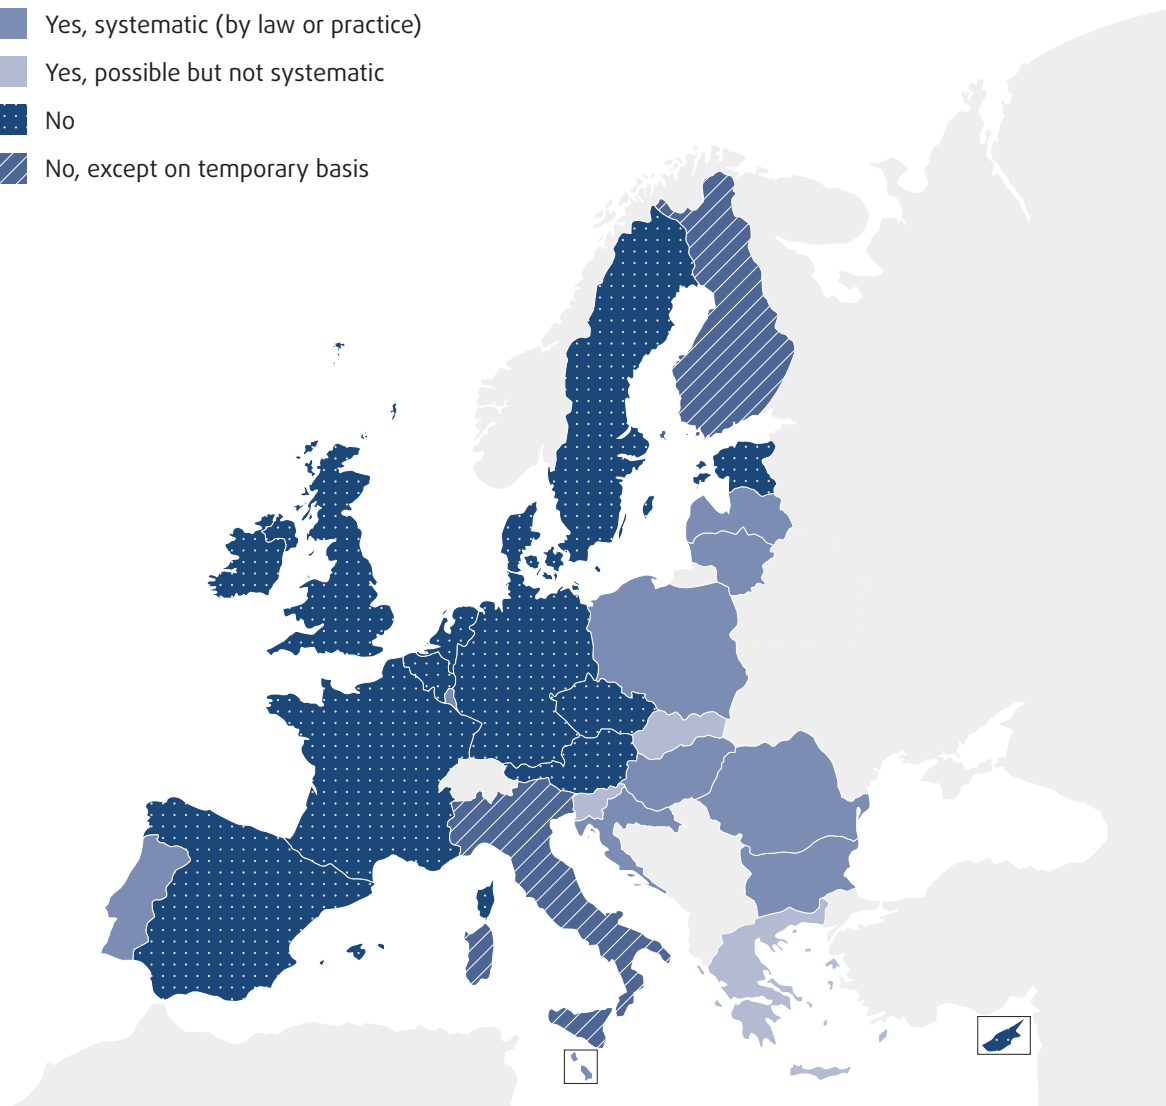 Yes, systematic (by law or practice)
Yes, possible but not systematic
No
No, except on temporary basis